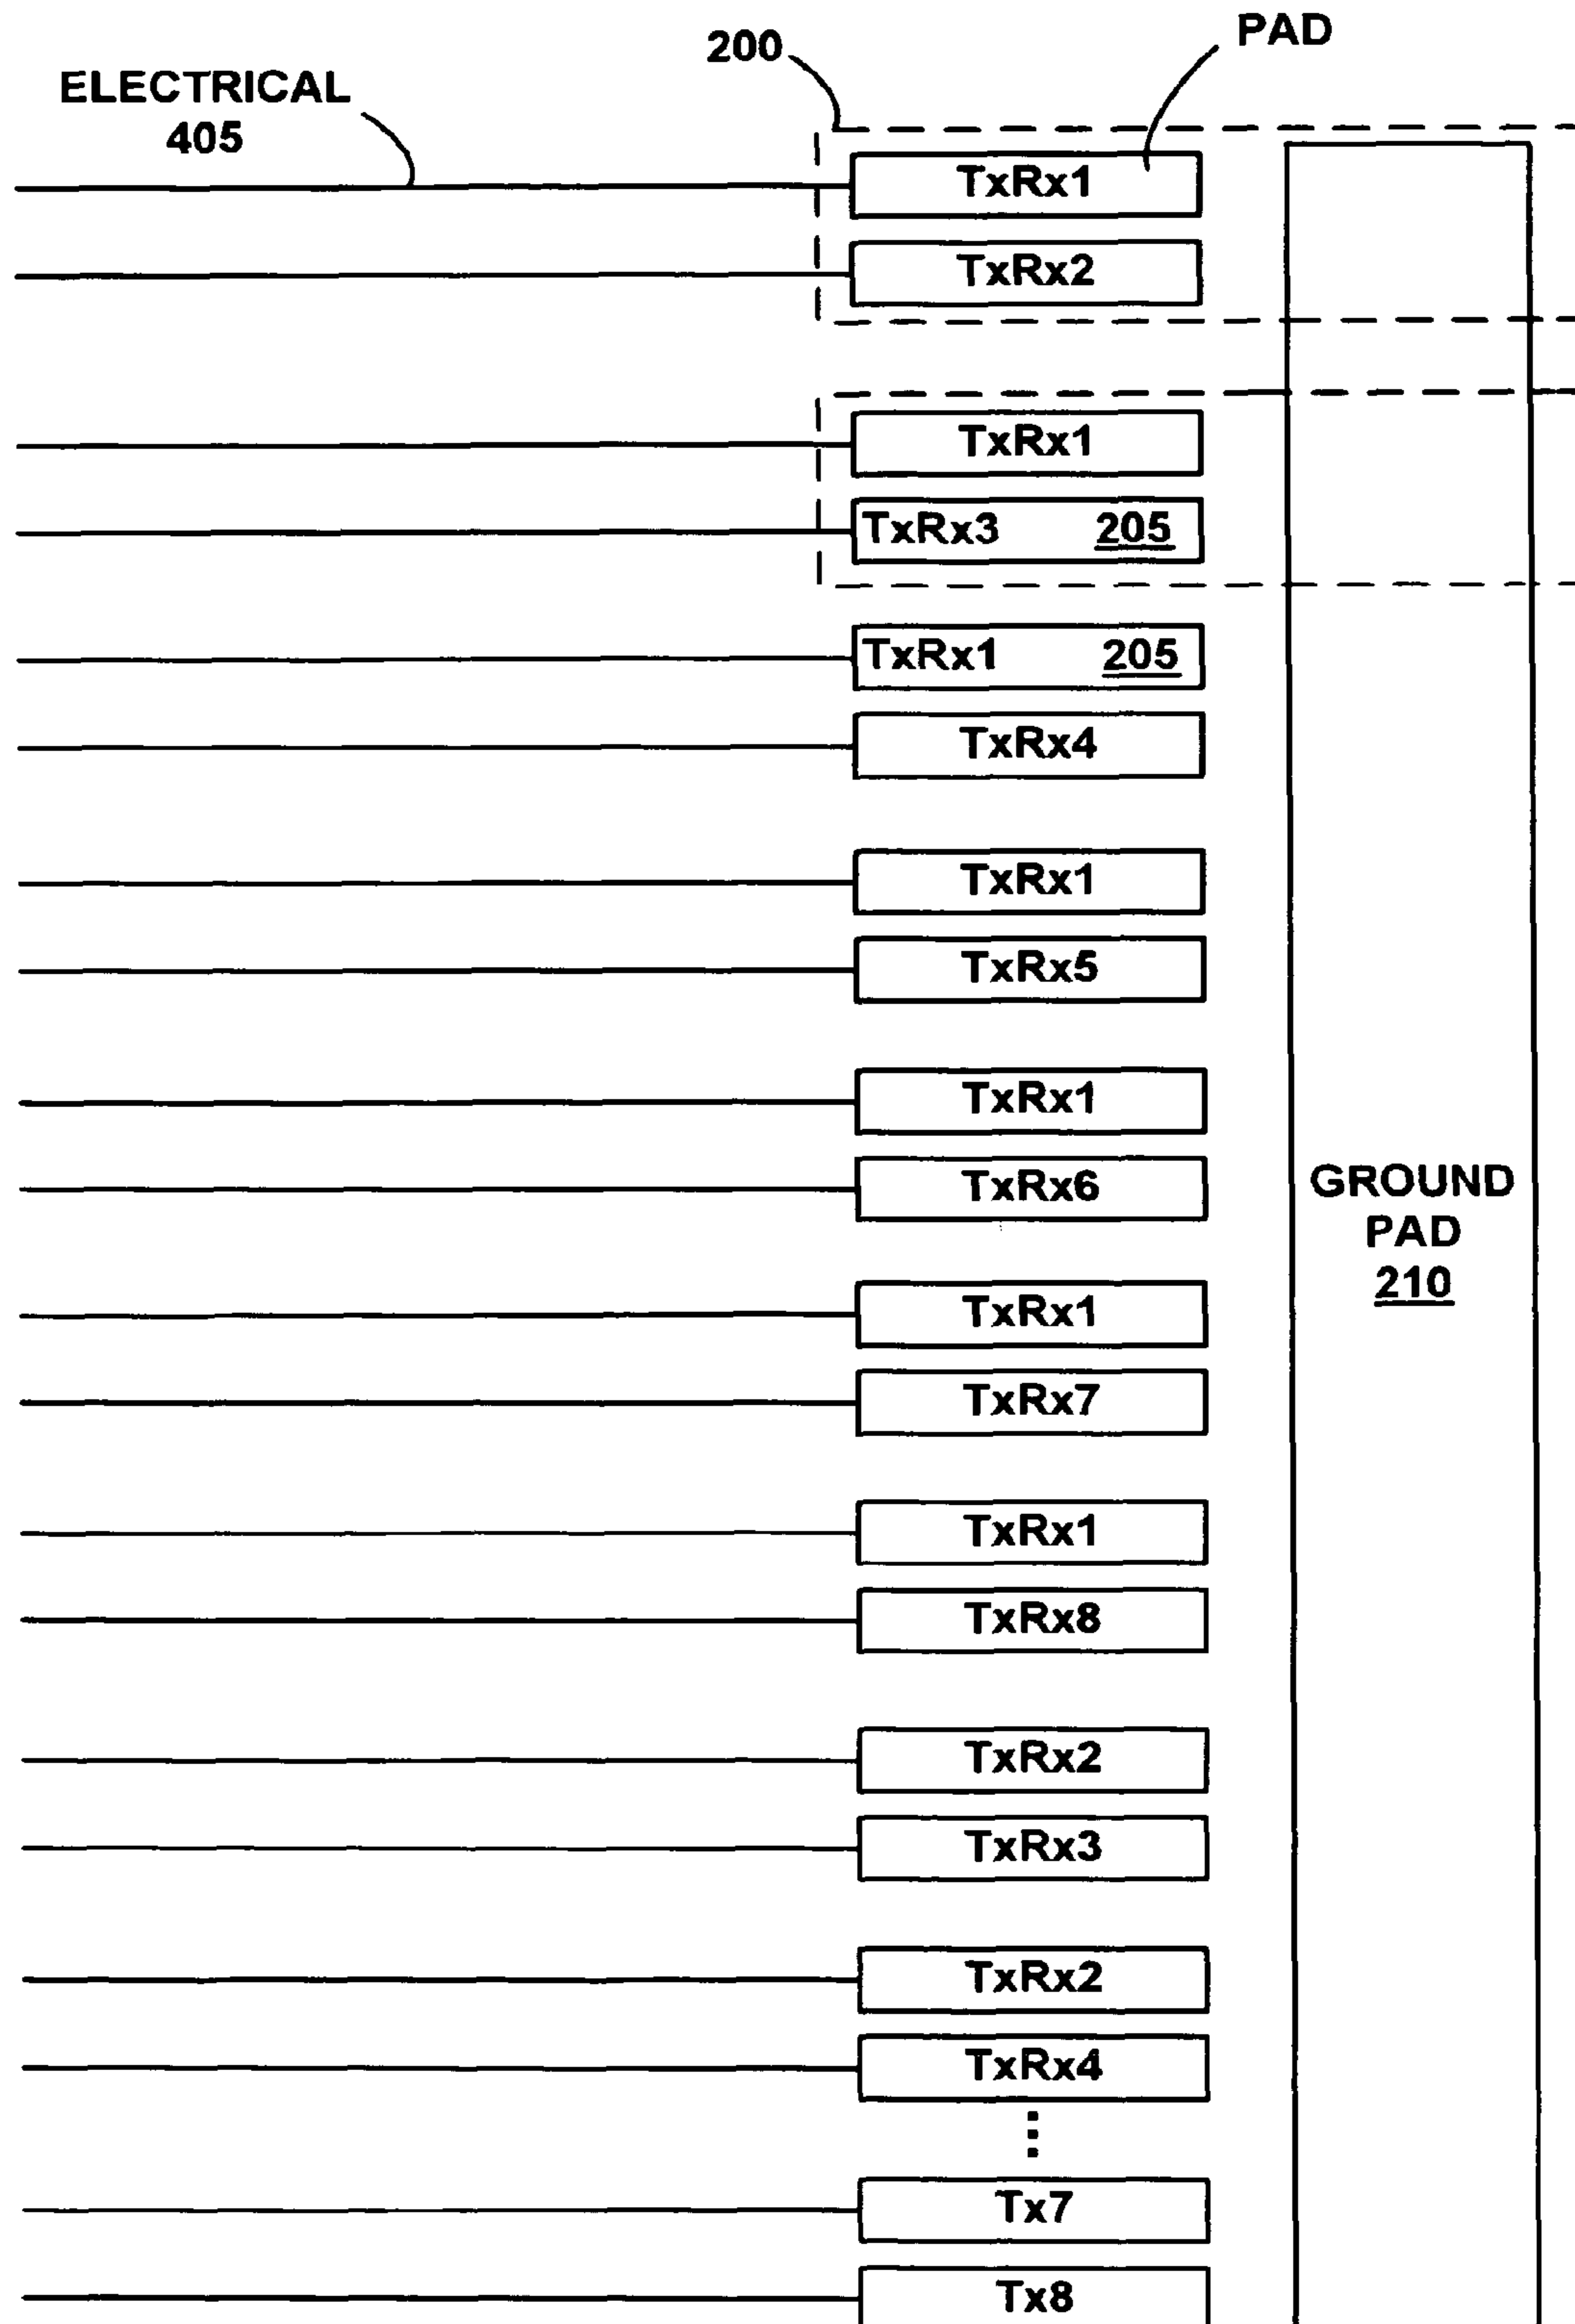 200
PAD
ELECTRICAL
405
TxRx1
TxRx2
TxRx1
TxRx3 205
TxRx1 205
TxRx4
TxRx1
TxRx5
TxRx1
TxRx6
GROUND
PAD
210
TxRx1
TxRx7
TxRx1
TxRx8
TxRx2
TxRx3
TxRx2
TxRx4
⋮
Tx7
Tx8